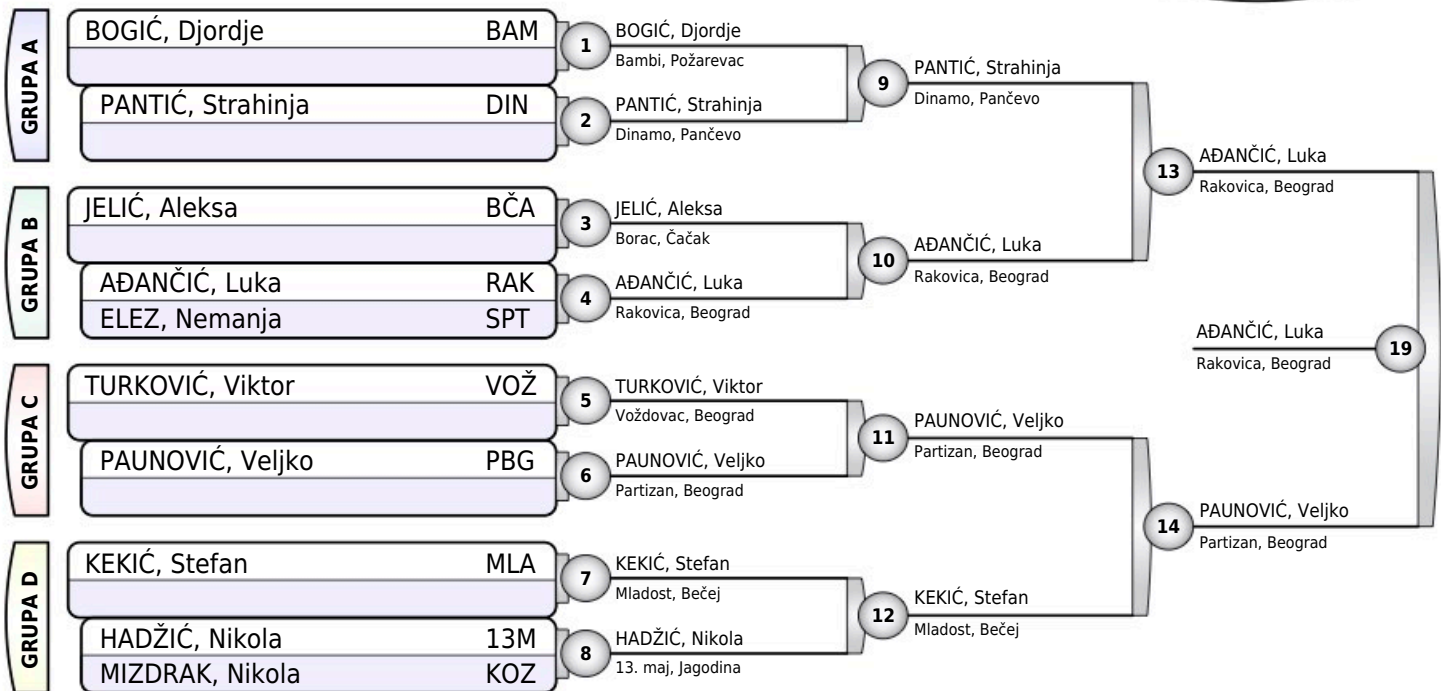 GRUPA A
BOGIĆ, Djordje BAM
PANTIĆ, Strahinja DIN
GRUPA B
JELIĆ, Aleksa BČA
AĐANČIĆ, Luka RAK
ELEZ, Nemanja SPT
GRUPA C
TURKOVIĆ, Viktor VOŽ
PAUNOVIĆ, Veljko PBG
GRUPA D
KEKIĆ, Stefan MLA
HADŽIĆ, Nikola 13M
MIZDRAK, Nikola KOZ
1
BOGIĆ, Djordje
Bambi, Požarevac
2
PANTIĆ, Strahinja
Dinamo, Pančevo
3
JELIĆ, Aleksa
Borac, Čačak
4
AĐANČIĆ, Luka
Rakovica, Beograd
5
TURKOVIĆ, Viktor
Voždovac, Beograd
6
PAUNOVIĆ, Veljko
Partizan, Beograd
7
KEKIĆ, Stefan
Mladost, Bečej
8
HADŽIĆ, Nikola
13. maj, Jagodina
9
PANTIĆ, Strahinja
Dinamo, Pančevo
10
AĐANČIĆ, Luka
Rakovica, Beograd
11
PAUNOVIĆ, Veljko
Partizan, Beograd
12
KEKIĆ, Stefan
Mladost, Bečej
13
AĐANČIĆ, Luka
Rakovica, Beograd
14
PAUNOVIĆ, Veljko
Partizan, Beograd
AĐANČIĆ, Luka
Rakovica, Beograd
19